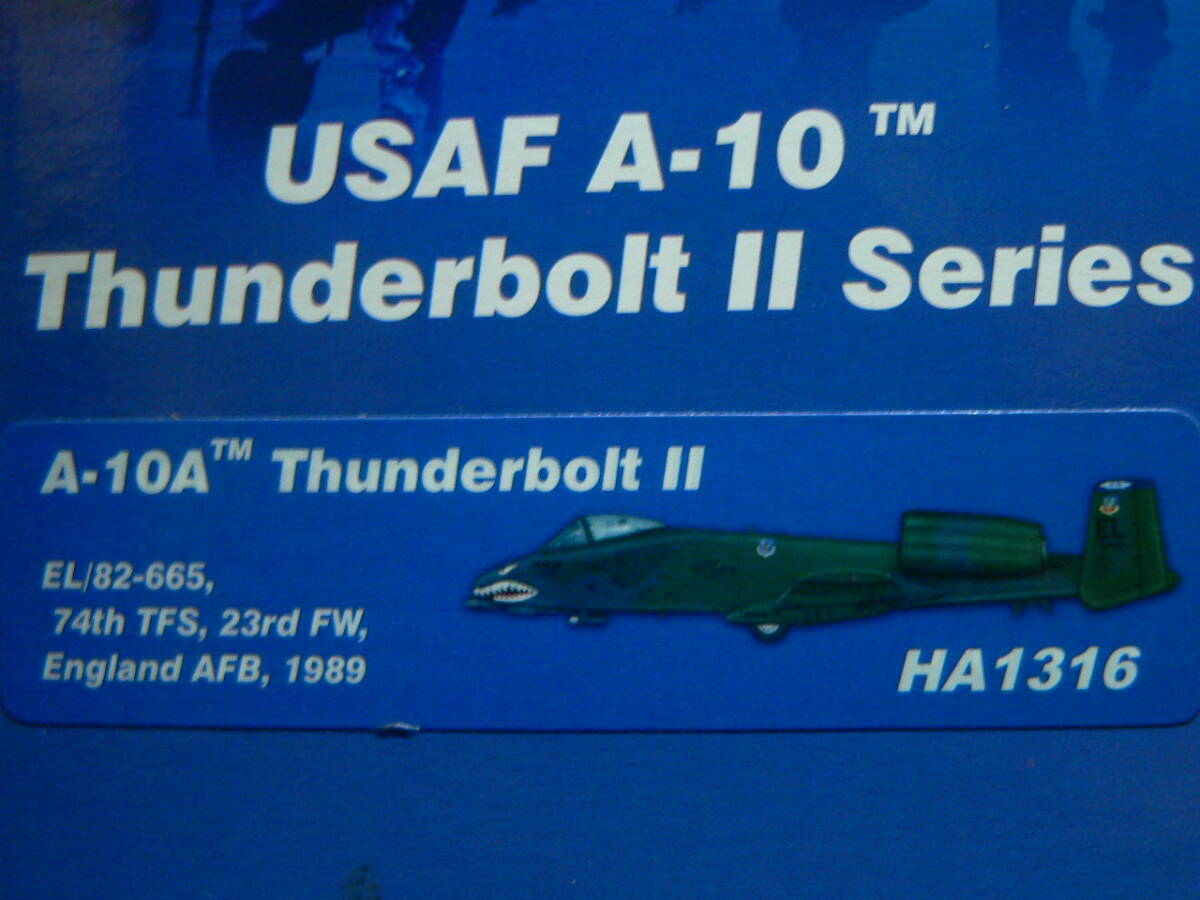 USAF A-10™
Thunderbolt II Series
A-10A™ Thunderbolt II
EL/82-665,
74th TFS, 23rd FW,
England AFB, 1989
EL
HA1316